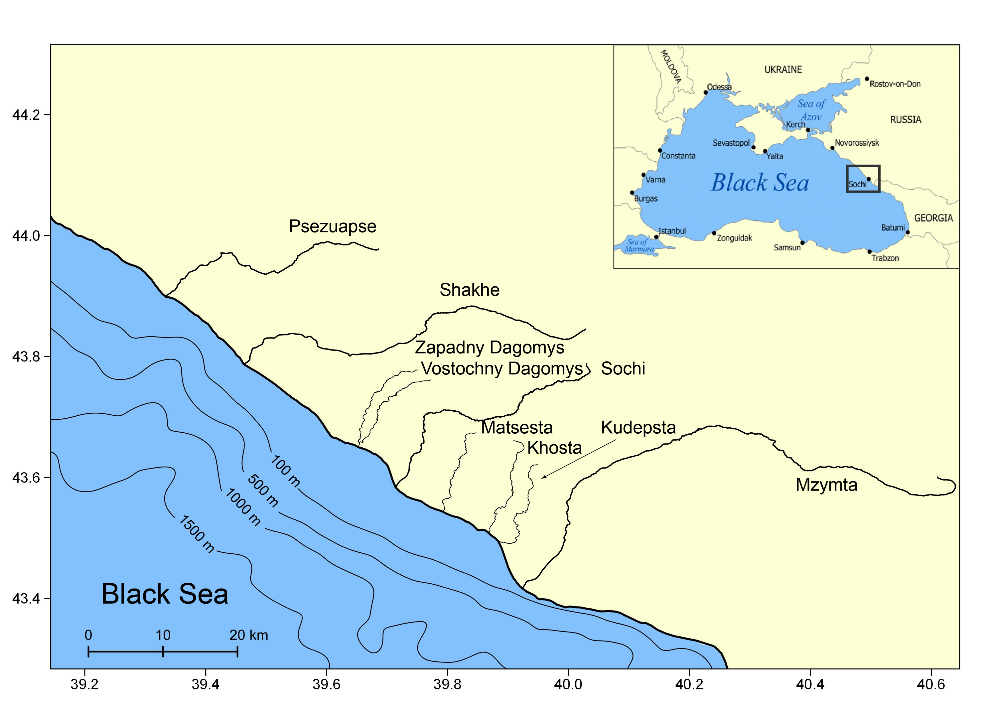 MOLDOVA
UKRAINE
Odessa
Rostov-on-Don
Sea of
Azov
RUSSIA
Kerch
Sevastopol
Novorossiysk
Constanta
Yalta
Black Sea
Varna
Sochi
Burgas
GEORGIA
Istanbul
Batumi
Zonguldak
Sea of
Marmara
Samsun
Trabzon
44.2
44.0
43.8
43.6
43.4
Psezuapse
Shakhe
Zapadny Dagomys
Vostochny Dagomys
Sochi
Matsesta
Kudepsta
Khosta
Mzymta
100 m
500 m
1000 m
1500 m
Black Sea
0 10 20 km
39.2 39.4 39.6 39.8 40.0 40.2 40.4 40.6